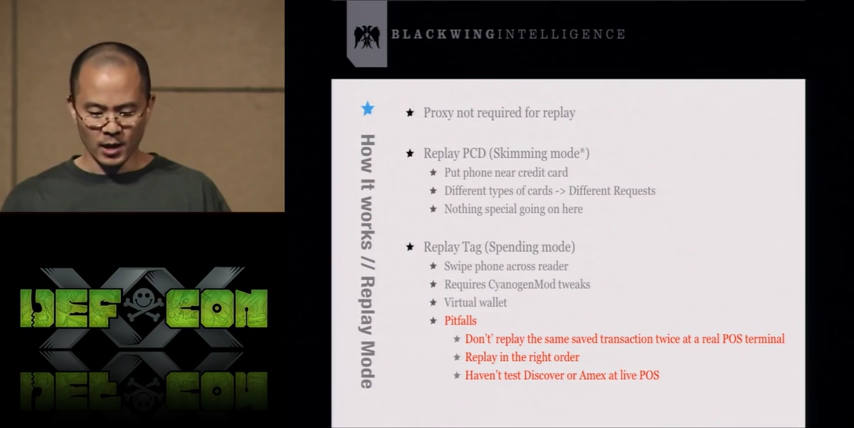 BLACKWINGINTELLIGENCE
How It works // Replay Mode
Proxy not required for replay
Replay PCD (Skimming mode*)
Put phone near credit card
Different types of cards -> Different Requests
Nothing special going on here
Replay Tag (Spending mode)
Swipe phone across reader
Requires CyanogenMod tweaks
Virtual wallet
Pitfalls
Don't' replay the same saved transaction twice at a real POS terminal
Replay in the right order
Haven't test Discover or Amex at live POS
XX
DEF CON